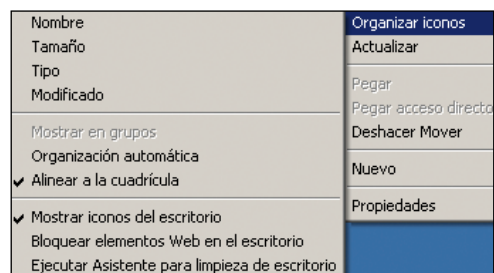 Nombre
Tamaño
Tipo
Modificado
Mostrar en grupos
Organización automática
Alinear a la cuadrícula
Mostrar iconos del escritorio
Bloquear elementos Web en el escritorio
Ejecutar Asistente para limpieza de escritorio
Organizar iconos
Actualizar
Pegar
Pegar acceso directo
Deshacer Mover
Nuevo
Propiedades